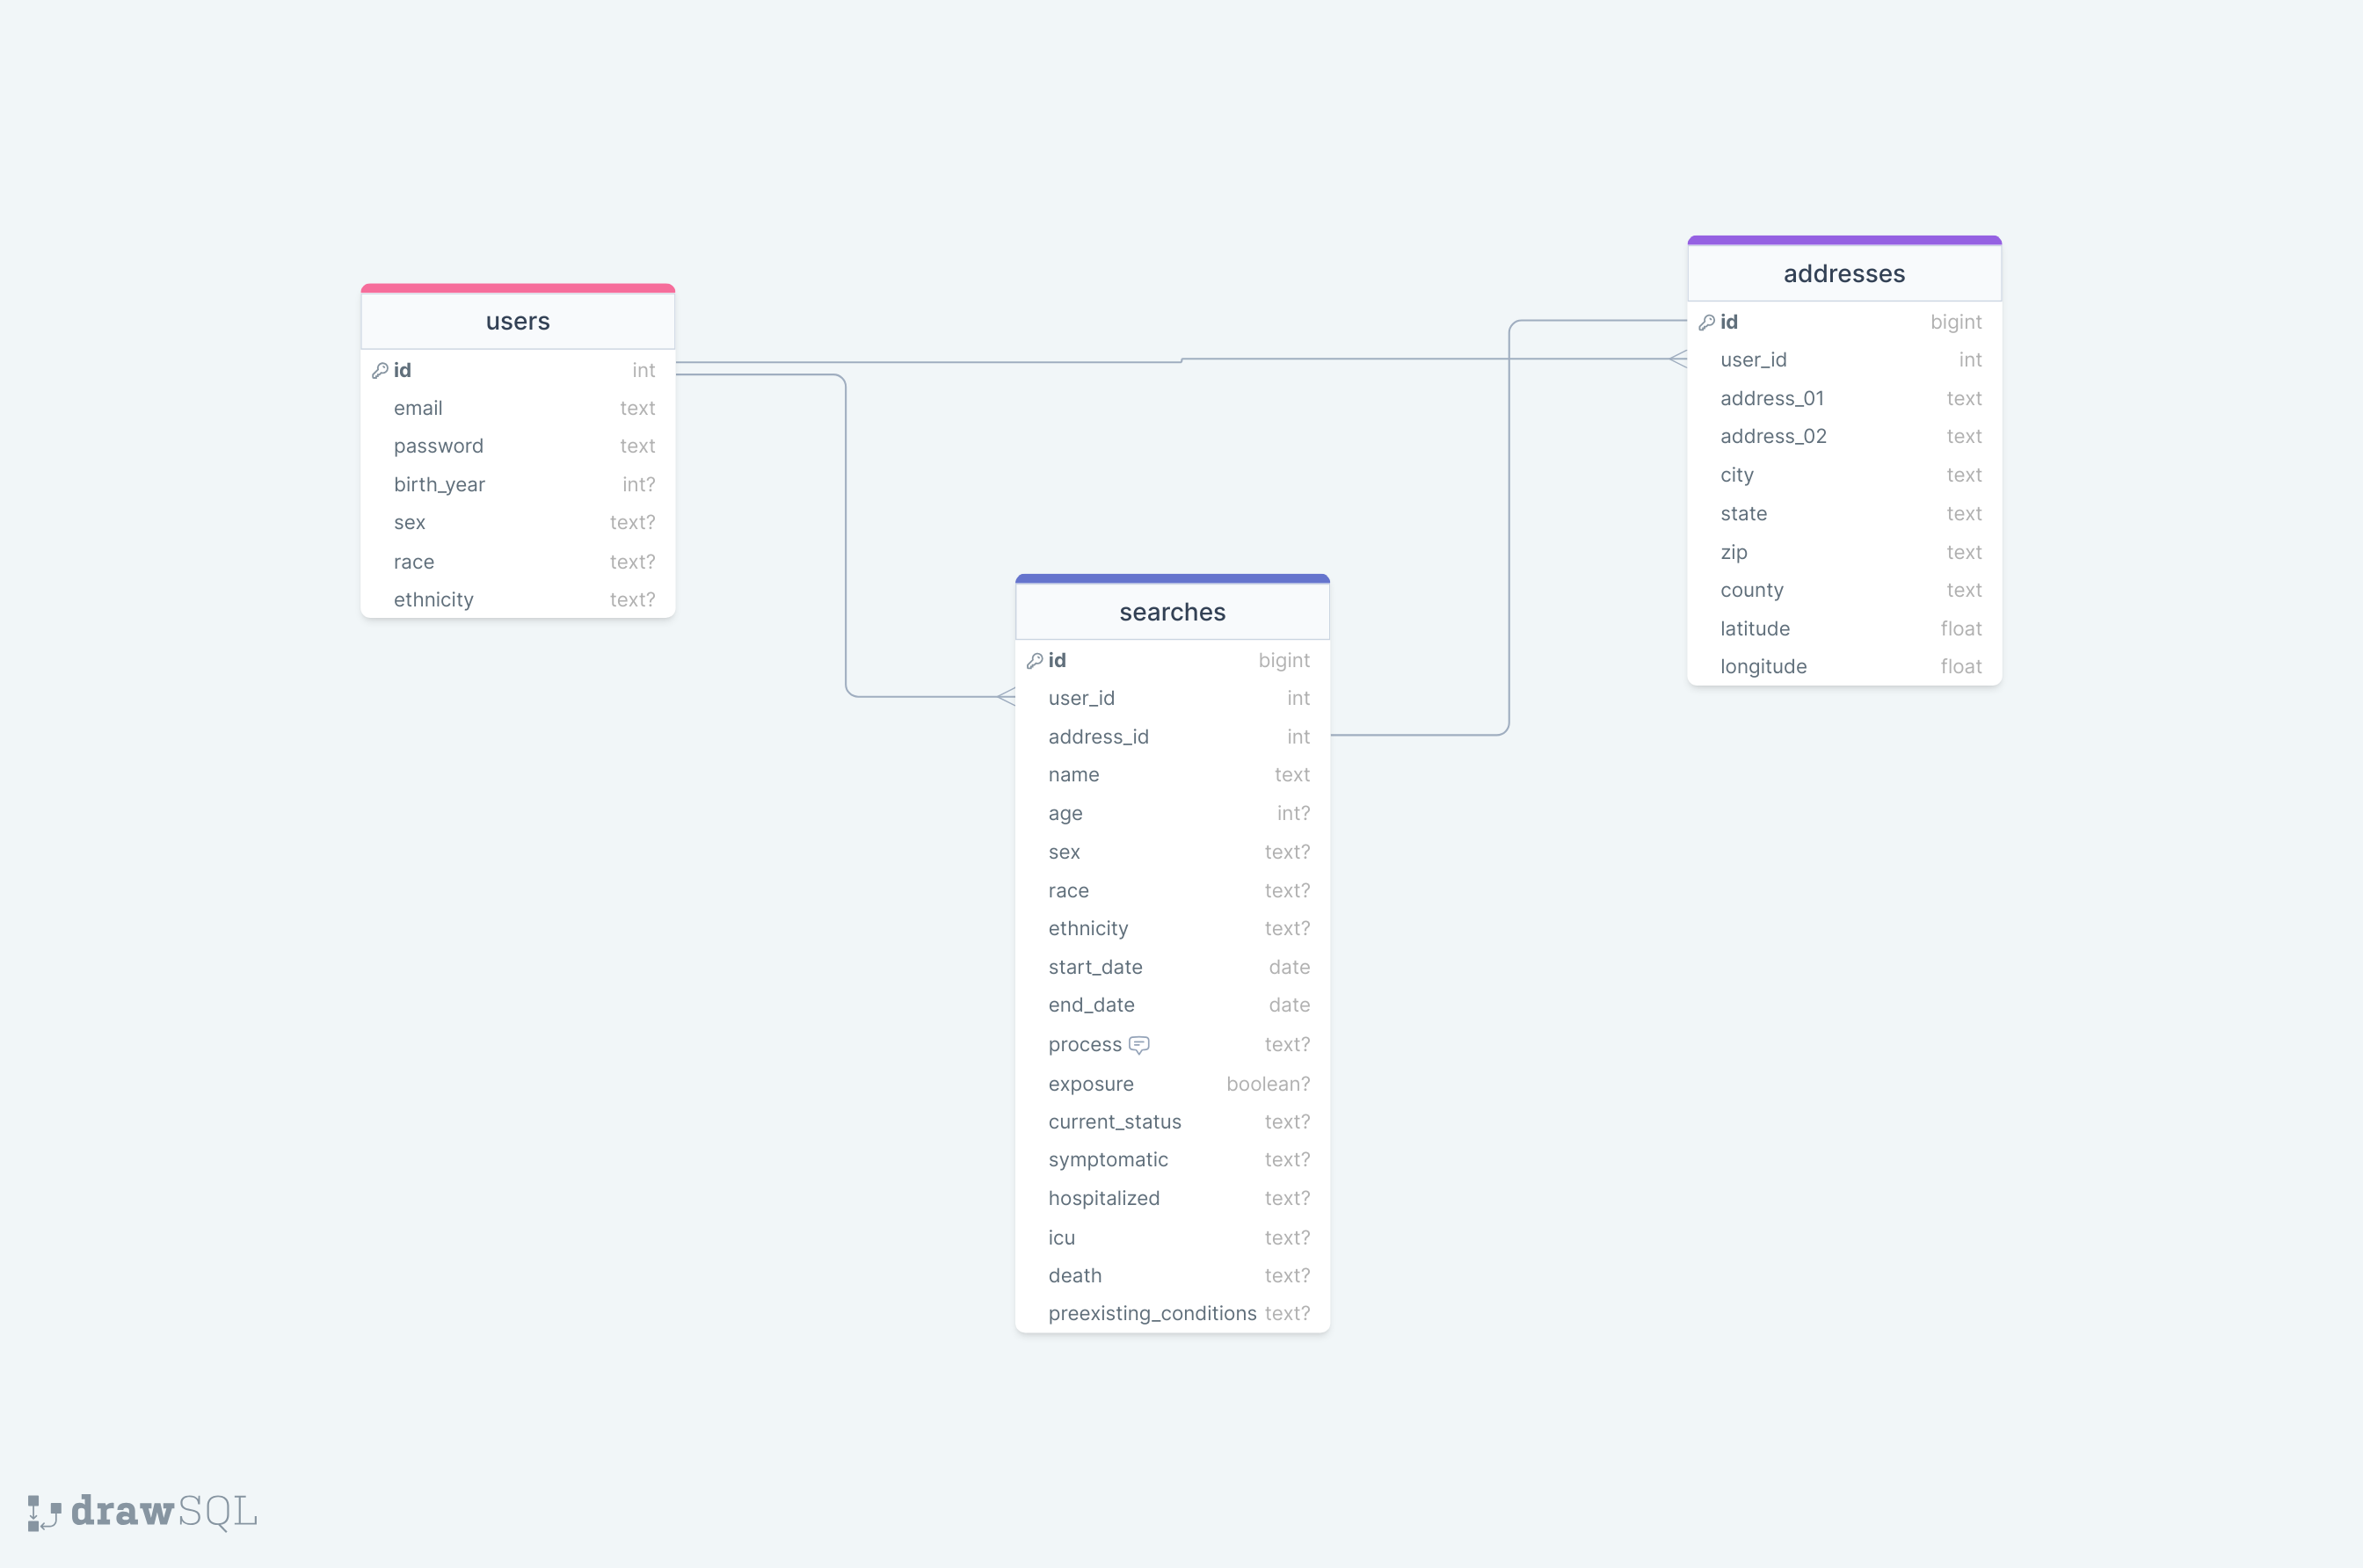 users
id int
email text
password text
birth_year int?
sex text?
race text?
ethnicity text?
addresses
id bigint
user_id int
address_01 text
address_02 text
city text
state text
zip text
county text
latitude float
longitude float
searches
id bigint
user_id int
address_id int
name text
age int?
sex text?
race text?
ethnicity text?
start_date date
end_date date
process text?
exposure boolean?
current_status text?
symptomatic text?
hospitalized text?
icu text?
death text?
preexisting_conditions text?
drawSQL